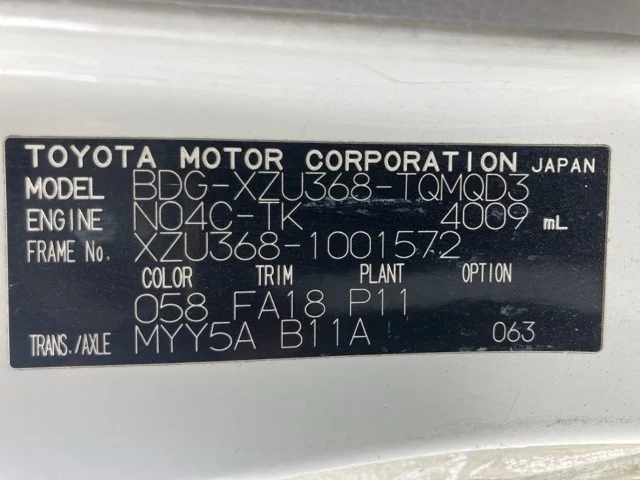 TOYOTA MOTOR CORPORATION JAPAN
MODEL BDG-XZU368-TQMQD3
ENGINE N04C-TK 4009 mL
FRAME No. XZU368-1001572
COLOR TRIM PLANT OPTION
058 FA18 P11
TRANS./AXLE MYY5A B11A 063